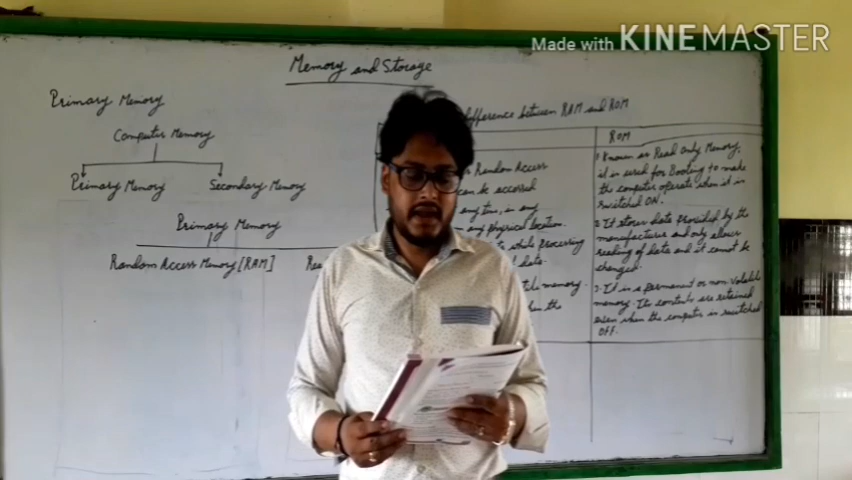 Made with KINEMASTER
Memory and Storage
Primary Memory
Computer Memory
Primary Memory
Secondary Memory
Primary Memory
Random Access Memory [RAM]
difference between RAM and ROM
Random Access
can be accessed
any time, in any
any physical location.
while processing
data.
memory.
the
ROM
1 Known as Read Only Memory,
it is used for Booting to make
the computer operate when it is
switched ON.
2. It stores data provided by the
manufacturer and only allows
reading of data and it cannot be
changed.
3. It is a permanent or non volatile
memory. Its contents are retained
even when the computer is switched
OFF.